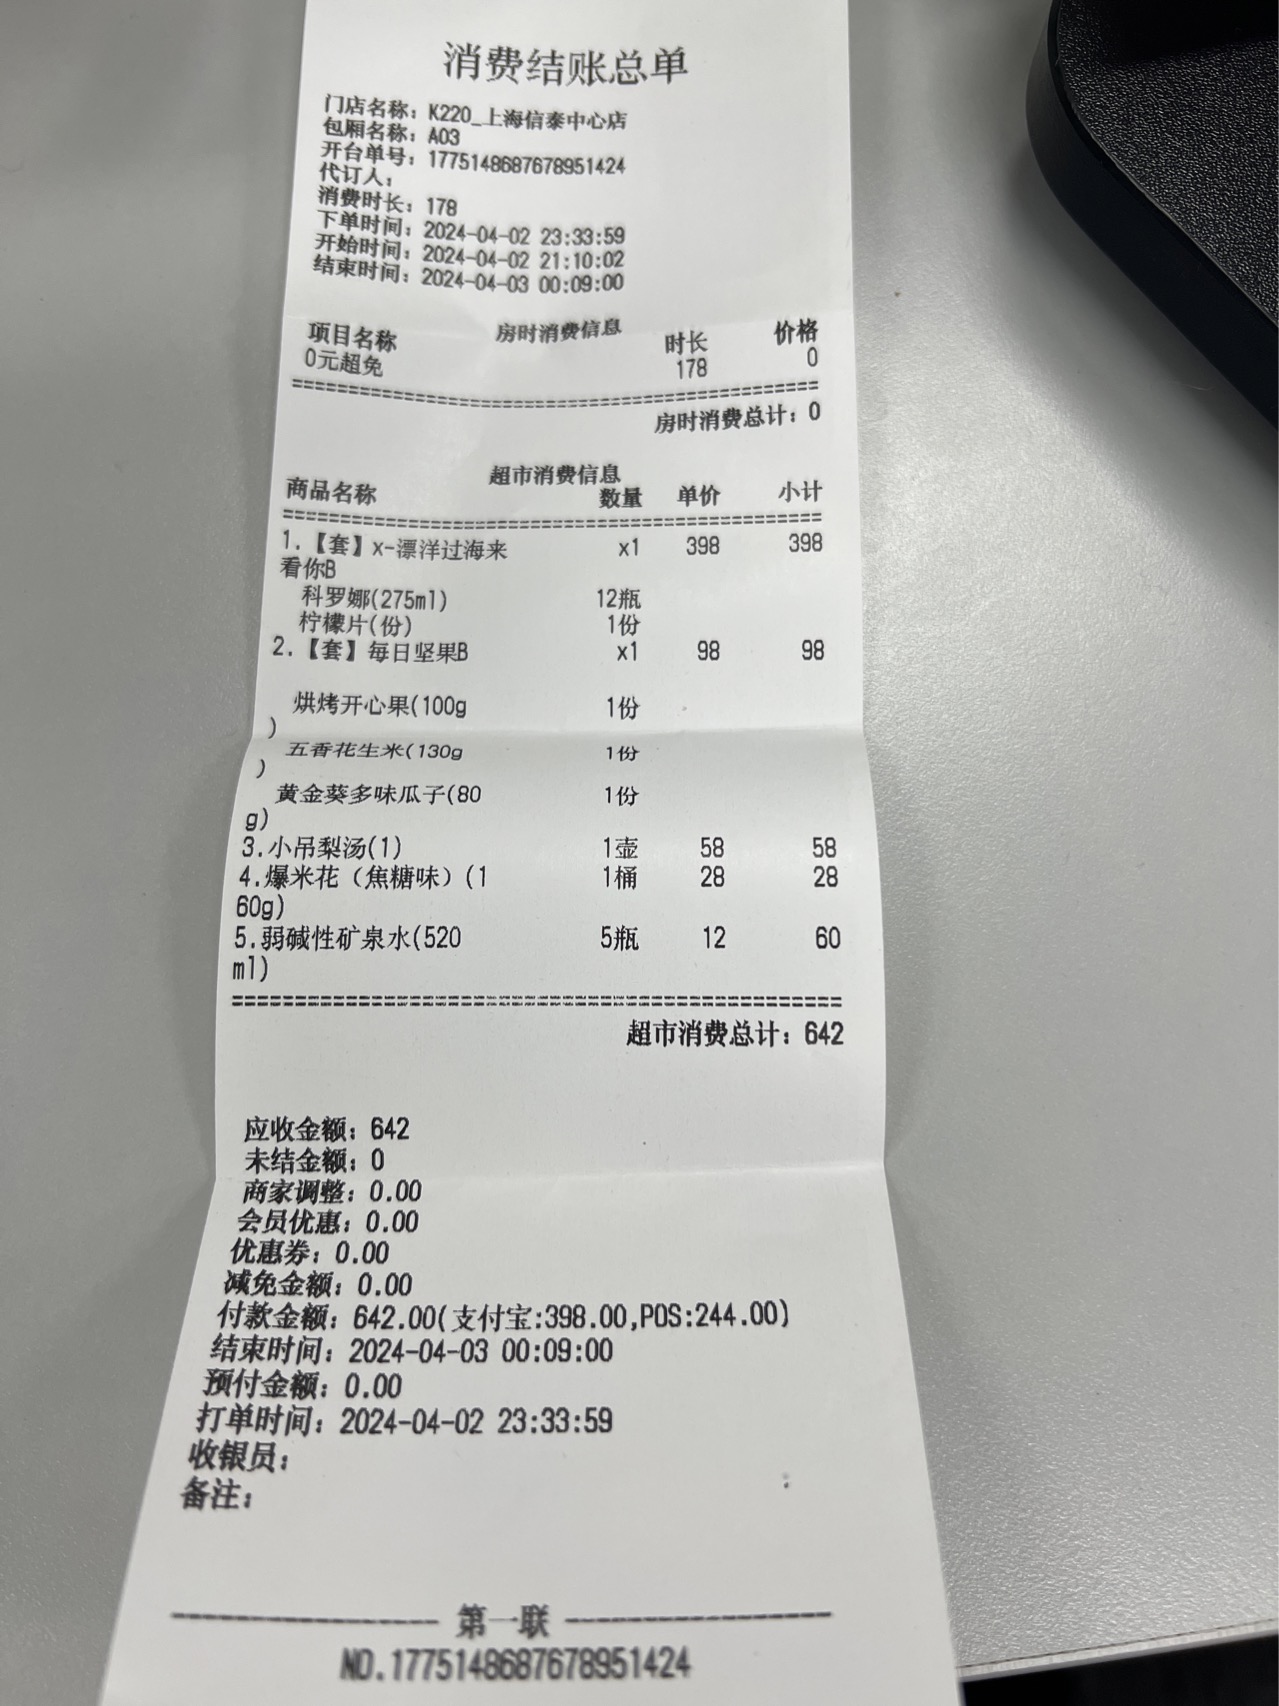 消费结账总单
门店名称：K220_上海信泰中心店
包厢名称：A03
开台单号：1775148687678951424
代订人：
消费时长：178
下单时间：2024-04-02 23:33:59
开始时间：2024-04-02 21:10:02
结束时间：2024-04-03 00:09:00
房时消费信息
项目名称 时长 价格
0元超免 178 0
================================================
房时消费总计：0
超市消费信息
商品名称 数量 单价 小计
================================================
1.【套】x-漂洋过海来 x1 398 398
看你B
科罗娜(275ml) 12瓶
柠檬片(份) 1份
2.【套】每日坚果B x1 98 98
烘烤开心果(100g 1份
)
五香花生米(130g 1份
)
黄金葵多味瓜子(80 1份
g)
3.小吊梨汤(1) 1壶 58 58
4.爆米花（焦糖味）(1 1桶 28 28
60g)
5.弱碱性矿泉水(520 5瓶 12 60
ml)
================================================
超市消费总计：642
应收金额：642
未结金额：0
商家调整：0.00
会员优惠：0.00
优惠券：0.00
减免金额：0.00
付款金额：642.00(支付宝:398.00,POS:244.00)
结束时间：2024-04-03 00:09:00
预付金额：0.00
打单时间：2024-04-02 23:33:59
收银员：
备注：
---------------- 第一联 ----------------
NO.1775148687678951424